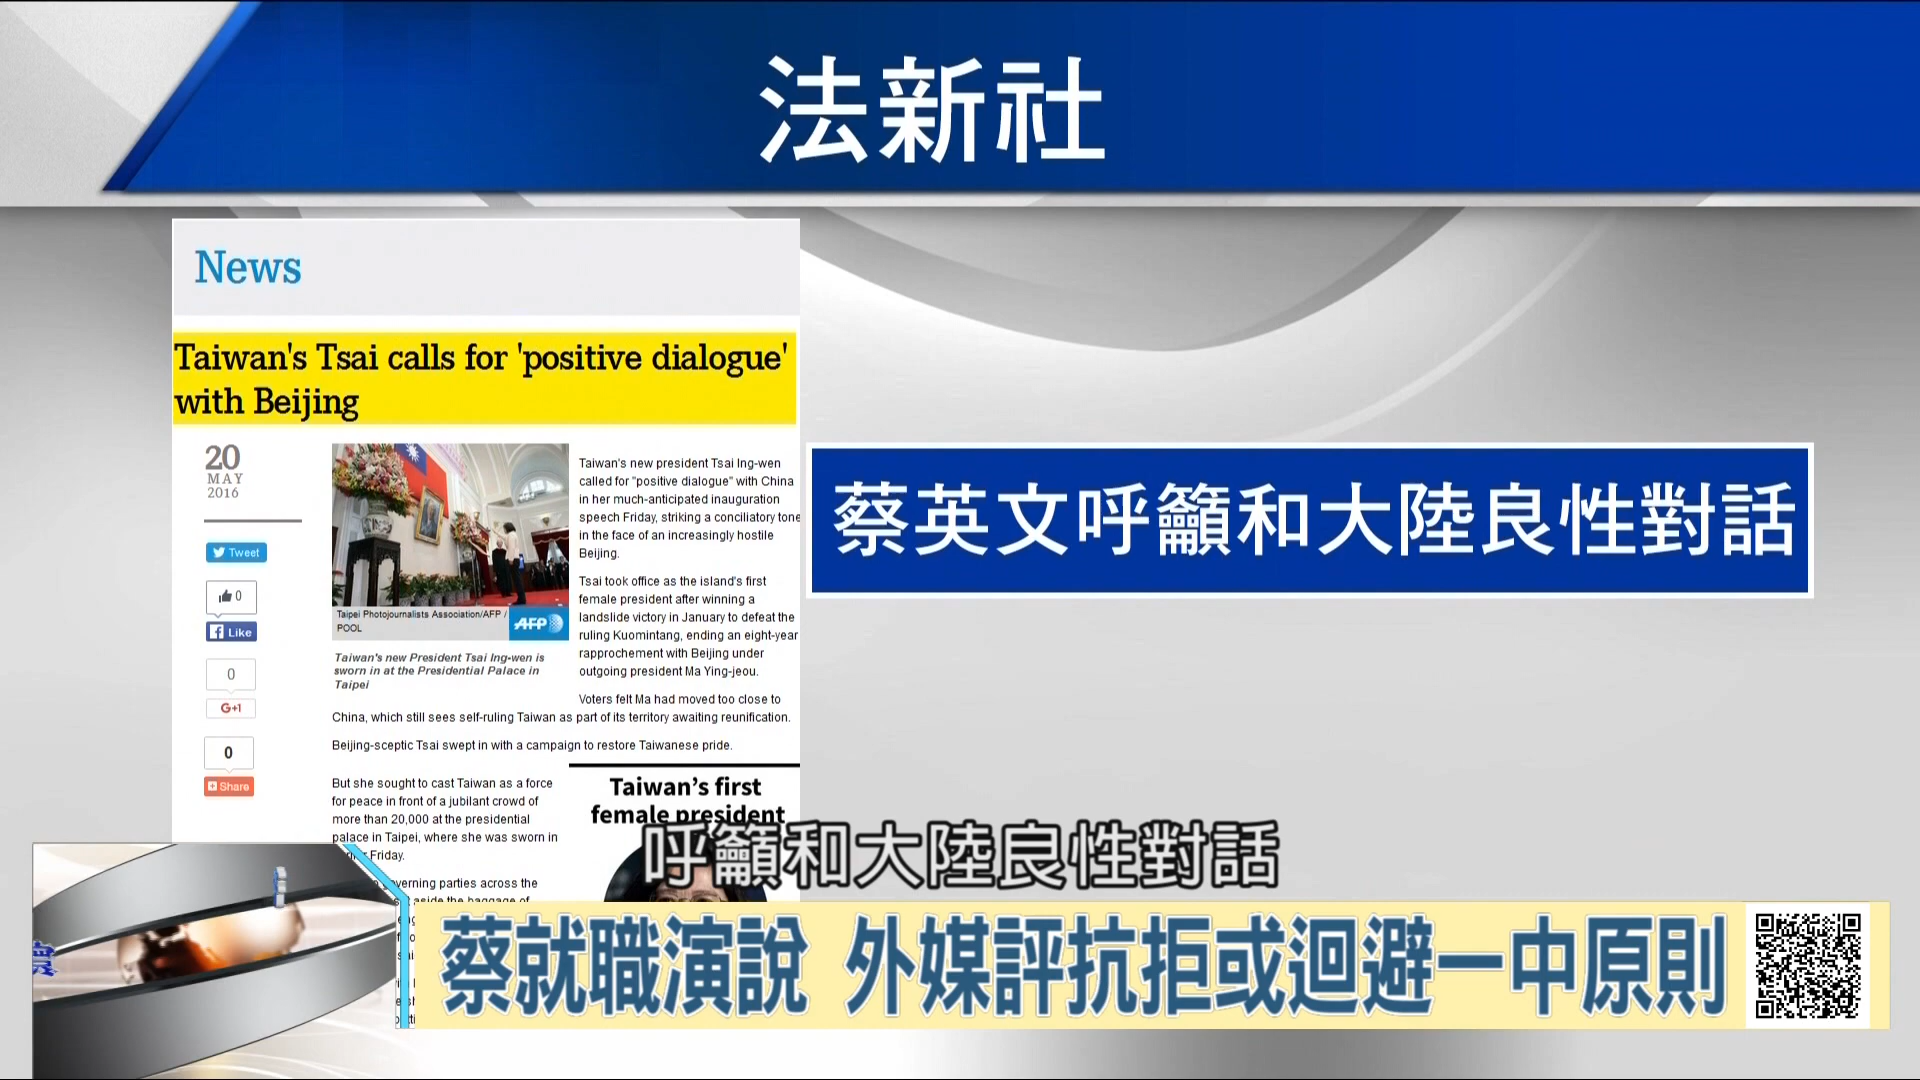 法新社
News
Taiwan's Tsai calls for 'positive dialogue'
with Beijing
20
MAY
2016
Tweet
0
Like
0
G+1
0
Share
Taipei Photojournalists Association/AFP /
POOL
AFP
Taiwan's new President Tsai Ing-wen is
sworn in at the Presidential Palace in
Taipei
Taiwan's new president Tsai Ing-wen
called for "positive dialogue" with China
in her much-anticipated inauguration
speech Friday, striking a conciliatory tone
in the face of an increasingly hostile
Beijing.
Tsai took office as the island's first
female president after winning a
landslide victory in January to defeat the
ruling Kuomintang, ending an eight-year
rapprochement with Beijing under
outgoing president Ma Ying-jeou.
Voters felt Ma had moved too close to
China, which still sees self-ruling Taiwan as part of its territory awaiting reunification.
Beijing-sceptic Tsai swept in with a campaign to restore Taiwanese pride.
But she sought to cast Taiwan as a force
for peace in front of a jubilant crowd of
more than 20,000 at the presidential
palace in Taipei, where she was sworn in
Friday.
governing parties across the
aside the baggage of
Taiwan's first
female president
蔡英文呼籲和大陸良性對話
呼籲和大陸良性對話
蔡就職演說 外媒評抗拒或迴避一中原則